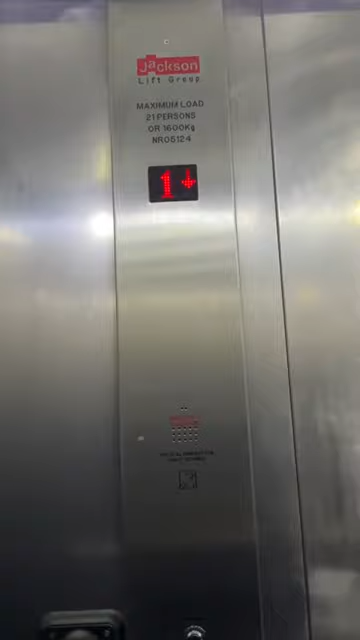 Jackson
Lift Group
MAXIMUM LOAD
21 PERSONS
OR 1600Kg
NR05124
1